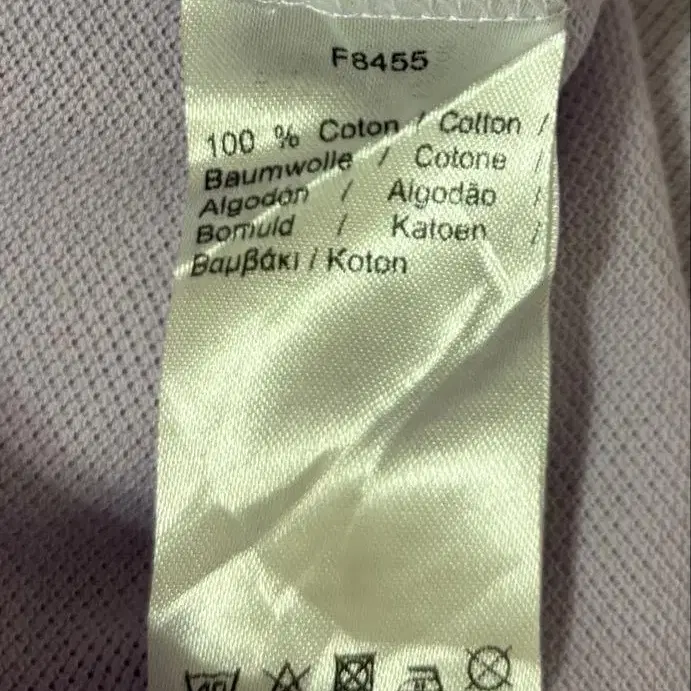 F8455
100 % Coton / Cotton /
Baumwolle / Cotone /
Algodón / Algodão /
Bomuld / Katoen /
Βαμβάκι / Koton